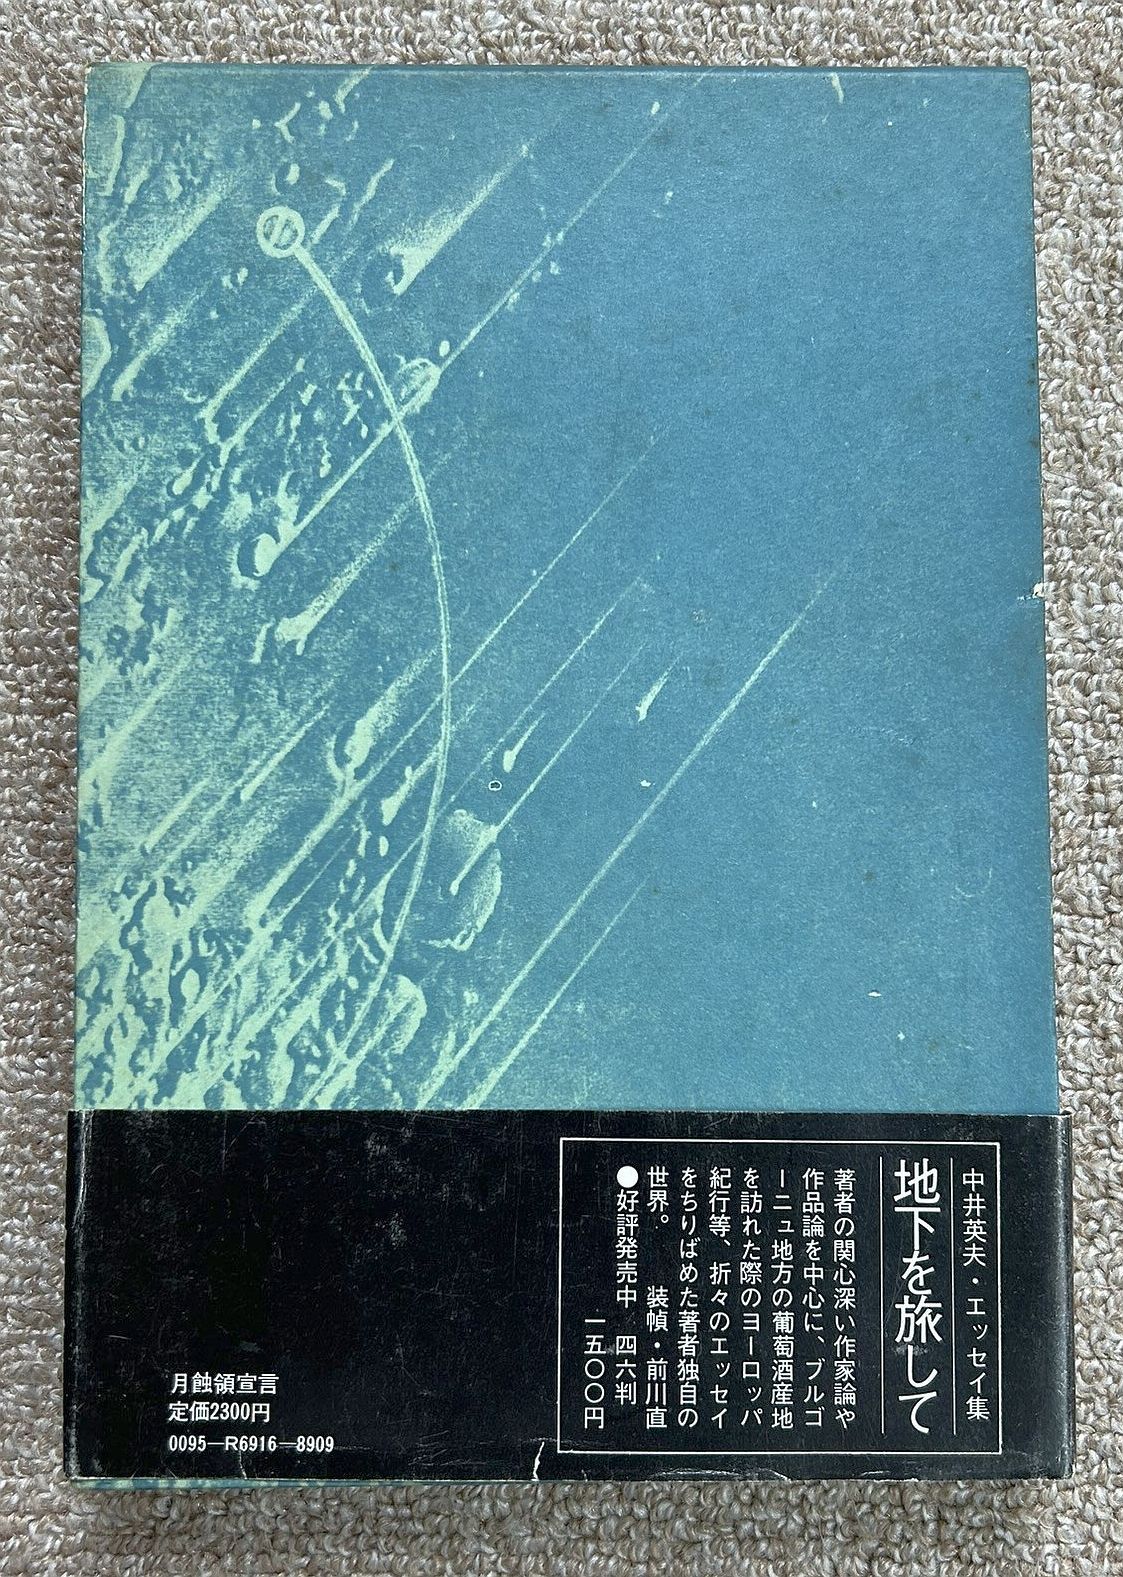 中井英夫・エッセイ集
地下を旅して
著者の関心深い作家論や
作品論を中心に、ブルゴ
ーニュ地方の葡萄酒産地
を訪れた際のヨーロッパ
紀行等、折々のエッセイ
をちりばめた著者独自の
世界。　装幀・前川直
●好評発売中　四六判
一五〇〇円
月蝕領宣言
定価2300円
0095—R6916—8909